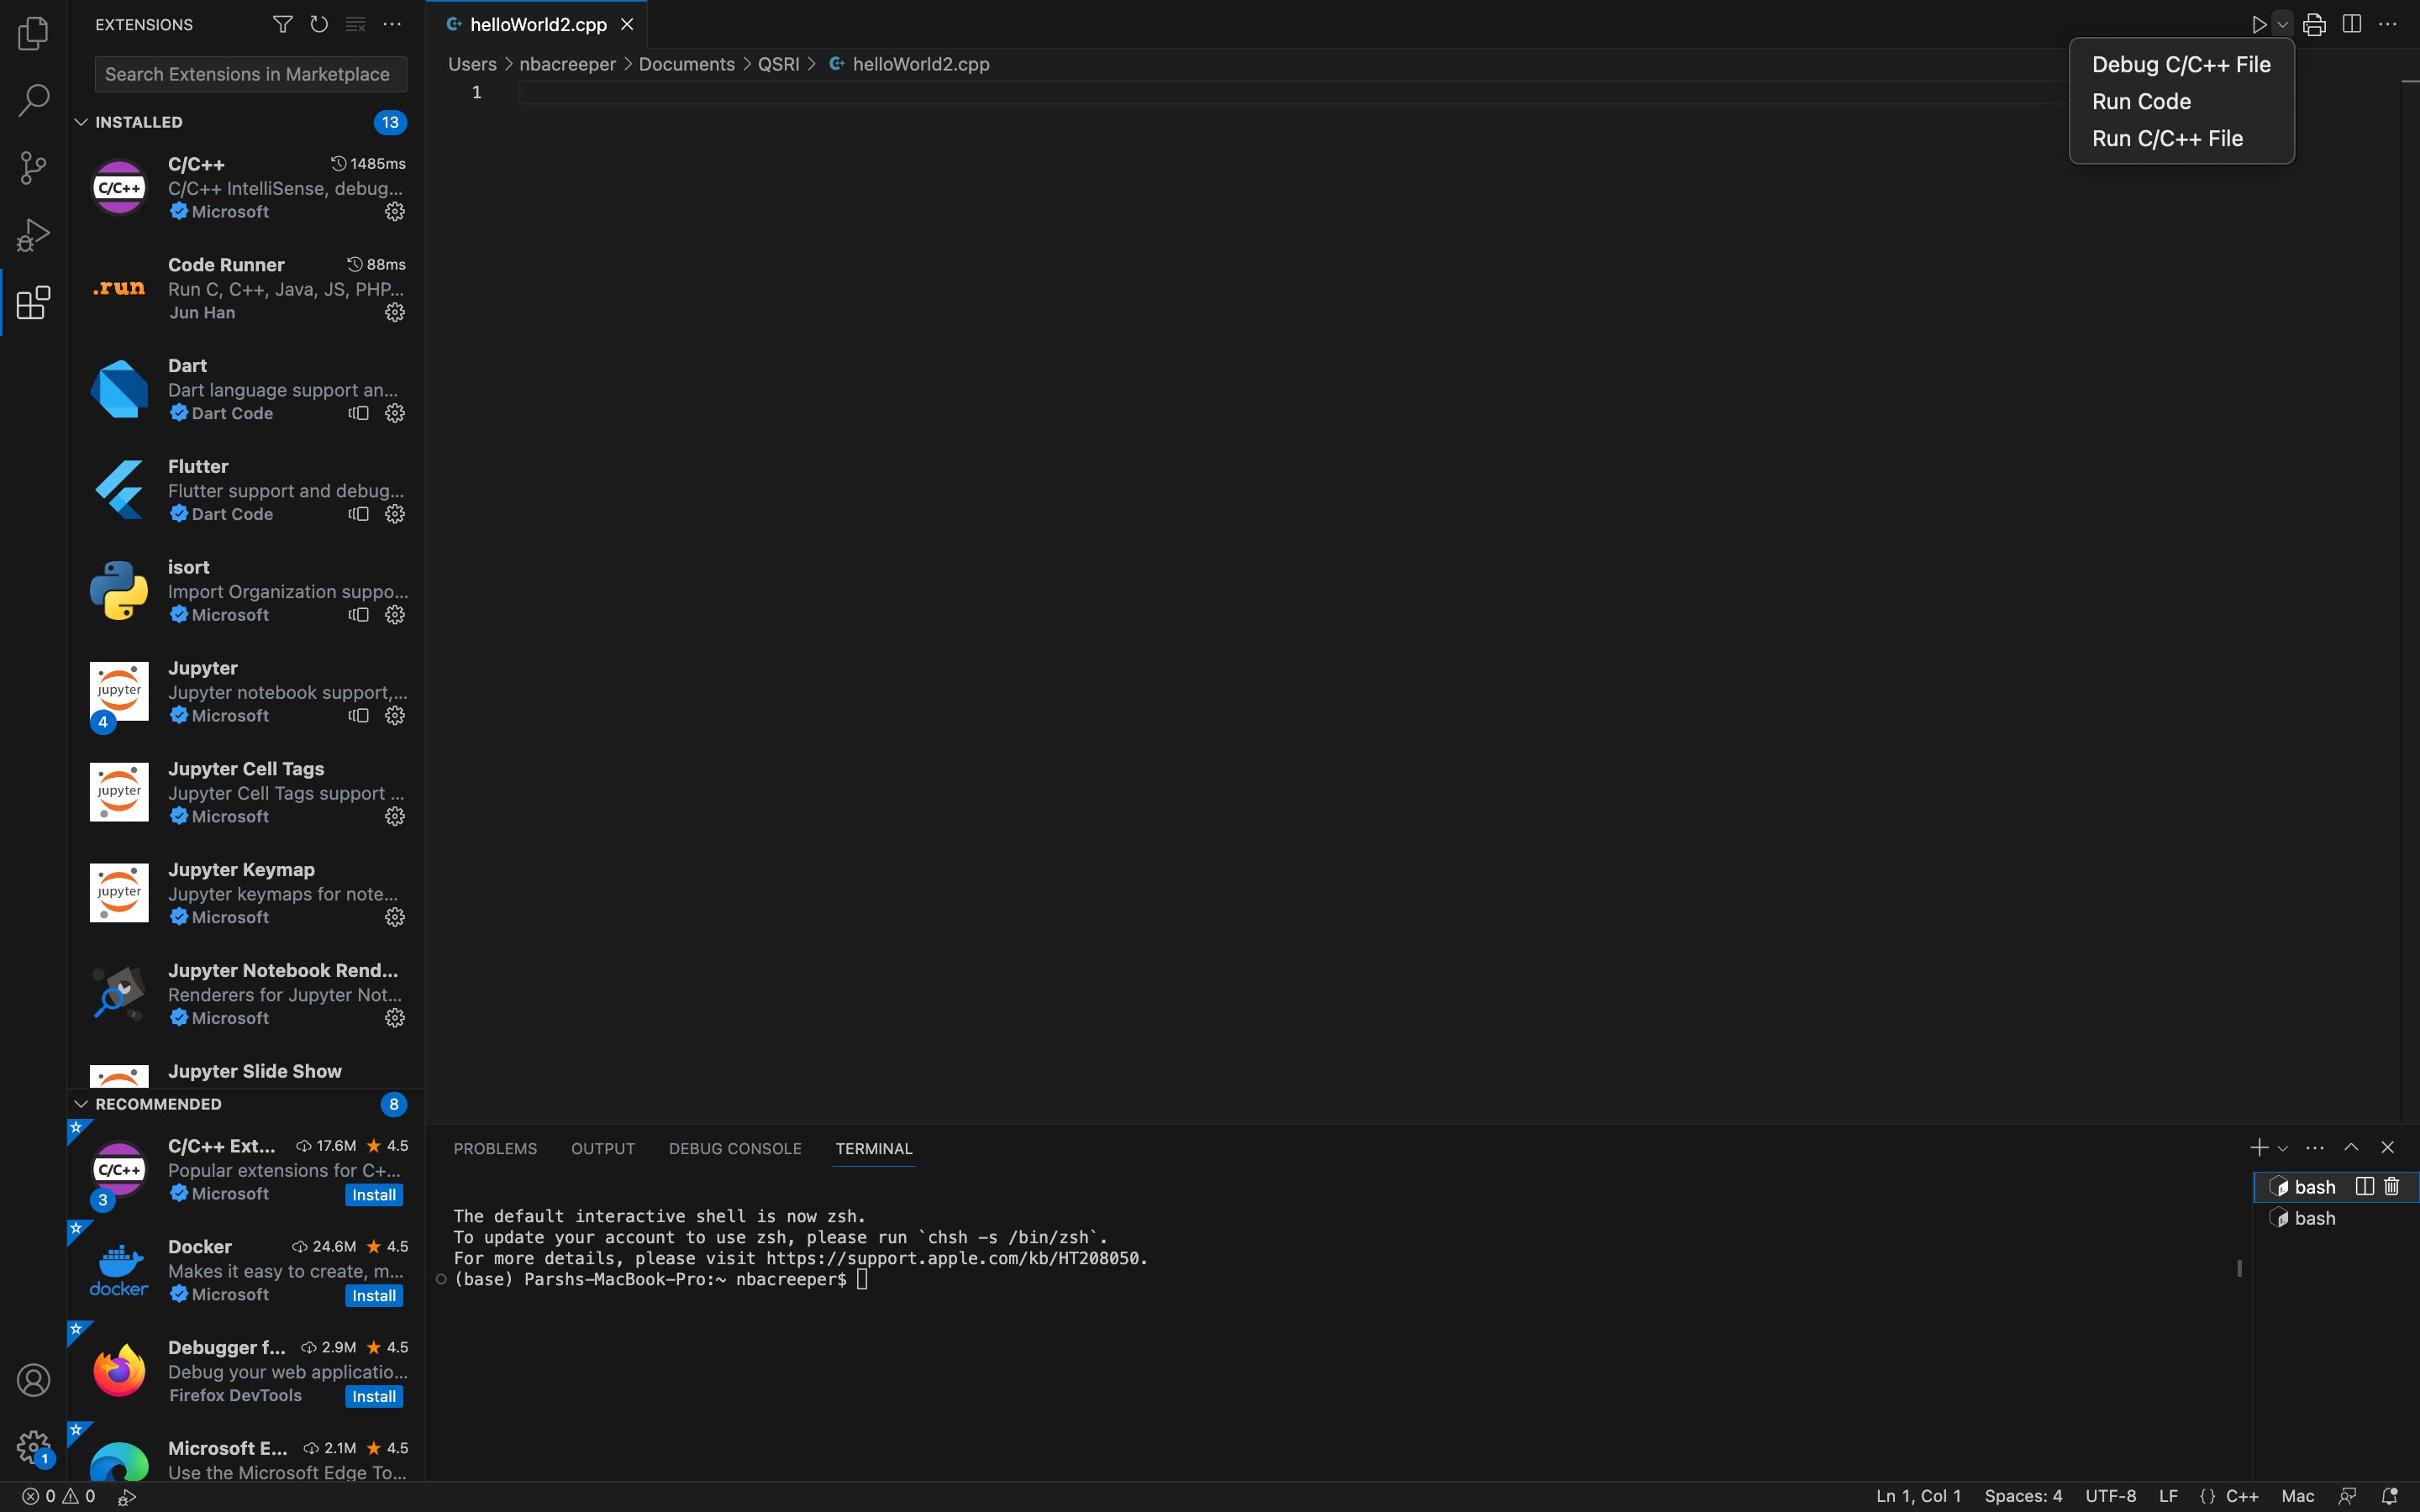 EXTENSIONS
Search Extensions in Marketplace
INSTALLED 13
C/C++ 1485ms
C/C++ IntelliSense, debug...
Microsoft
C/C++
Code Runner 88ms
Run C, C++, Java, JS, PHP...
Jun Han
.run
Dart
Dart language support an...
Dart Code
Flutter
Flutter support and debug...
Dart Code
isort
Import Organization suppo...
Microsoft
Jupyter
Jupyter notebook support,...
Microsoft
jupyter
4
Jupyter Cell Tags
Jupyter Cell Tags support ...
Microsoft
jupyter
Jupyter Keymap
Jupyter keymaps for note...
Microsoft
jupyter
Jupyter Notebook Rend...
Renderers for Jupyter Not...
Microsoft
Jupyter Slide Show
RECOMMENDED 8
C/C++ Ext... 17.6M 4.5
Popular extensions for C+...
Microsoft Install
C/C++
3
Docker 24.6M 4.5
Makes it easy to create, m...
Microsoft Install
docker
Debugger f... 2.9M 4.5
Debug your web applicatio...
Firefox DevTools Install
Microsoft E... 2.1M 4.5
Use the Microsoft Edge To...
1
helloWorld2.cpp
Users > nbacreeper > Documents > QSRI > helloWorld2.cpp
1
Debug C/C++ File
Run Code
Run C/C++ File
PROBLEMS OUTPUT DEBUG CONSOLE TERMINAL
The default interactive shell is now zsh.
To update your account to use zsh, please run `chsh -s /bin/zsh`.
For more details, please visit https://support.apple.com/kb/HT208050.
(base) Parshs-MacBook-Pro:~ nbacreeper$
bash
bash
0 0
Ln 1, Col 1 Spaces: 4 UTF-8 LF {} C++ Mac